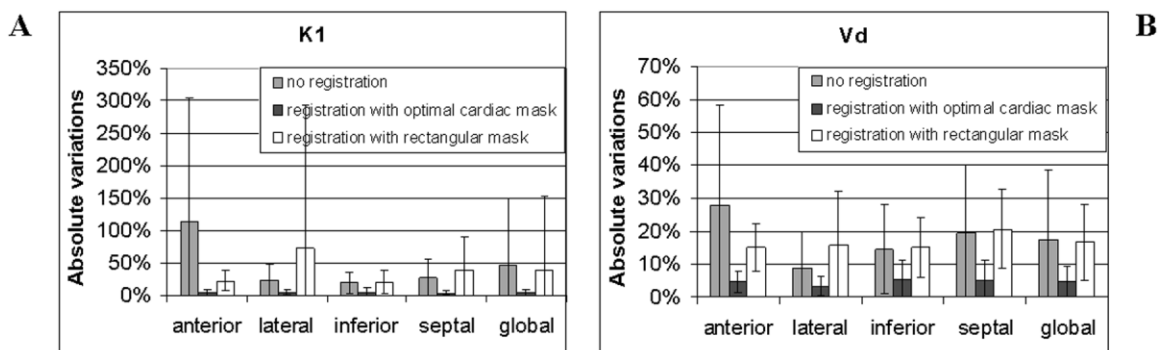 A
K1
350%
300%
250%
200%
150%
100%
50%
0%
Absolute variations
no registration
registration with optimal cardiac mask
registration with rectangular mask
anterior lateral inferior septal global
B
Vd
70%
60%
50%
40%
30%
20%
10%
0%
Absolute variations
no registration
registration with optimal cardiac mask
registration with rectangular mask
anterior lateral inferior septal global